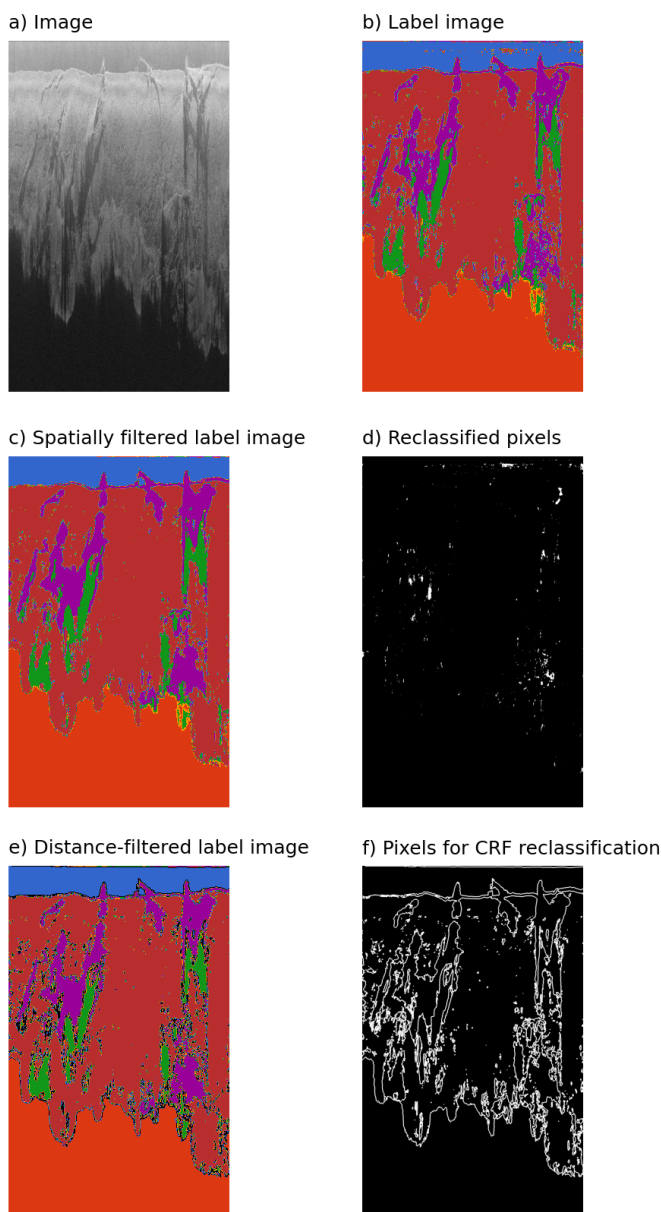 a) Image
b) Label image
c) Spatially filtered label image
d) Reclassified pixels
e) Distance-filtered label image
f) Pixels for CRF reclassification